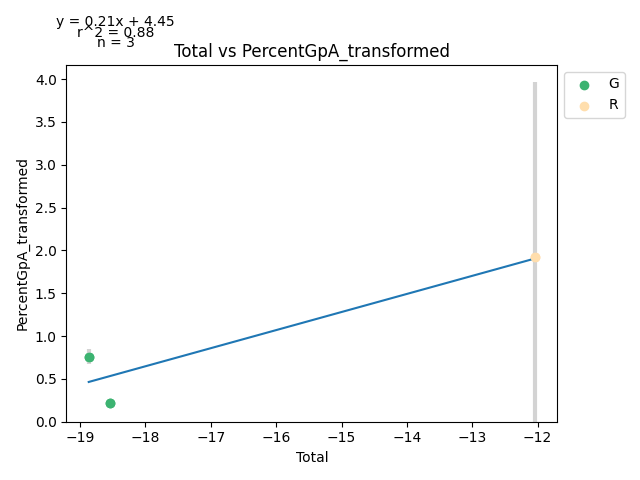 y = 0.21x + 4.45
r^2 = 0.88
n = 3
Total vs PercentGpA_transformed
G
R
4.0
3.5
3.0
2.5
2.0
1.5
1.0
0.5
0.0
PercentGpA_transformed
−19 −18 −17 −16 −15 −14 −13 −12
Total